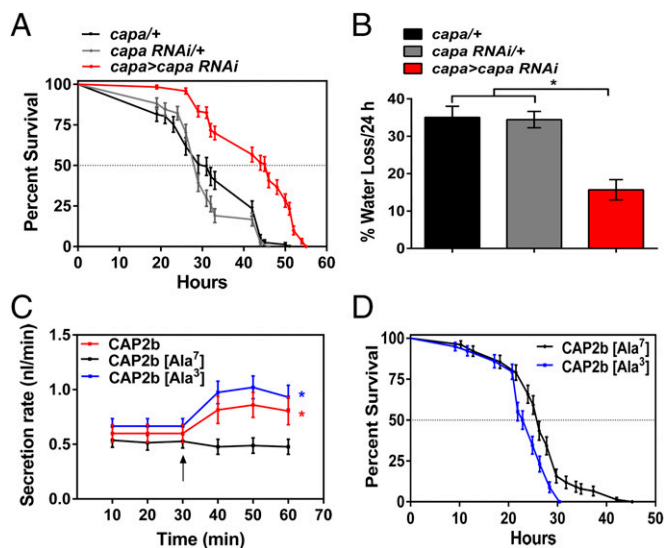 A
capa/+
capa RNAi/+
capa>capa RNAi
Percent Survival
100
75
50
25
0
0 10 20 30 40 50 60
Hours
B
capa/+
capa RNAi/+
capa>capa RNAi
*
% Water Loss/24 h
40
30
20
10
0
C
CAP2b
CAP2b [Ala⁷]
CAP2b [Ala³]
Secretion rate (nl/min)
1.5
1.0
0.5
0.0
*
*
0 10 20 30 40 50 60 70
Time (min)
D
CAP2b [Ala⁷]
CAP2b [Ala³]
Percent Survival
100
75
50
25
0
0 10 20 30 40 50
Hours